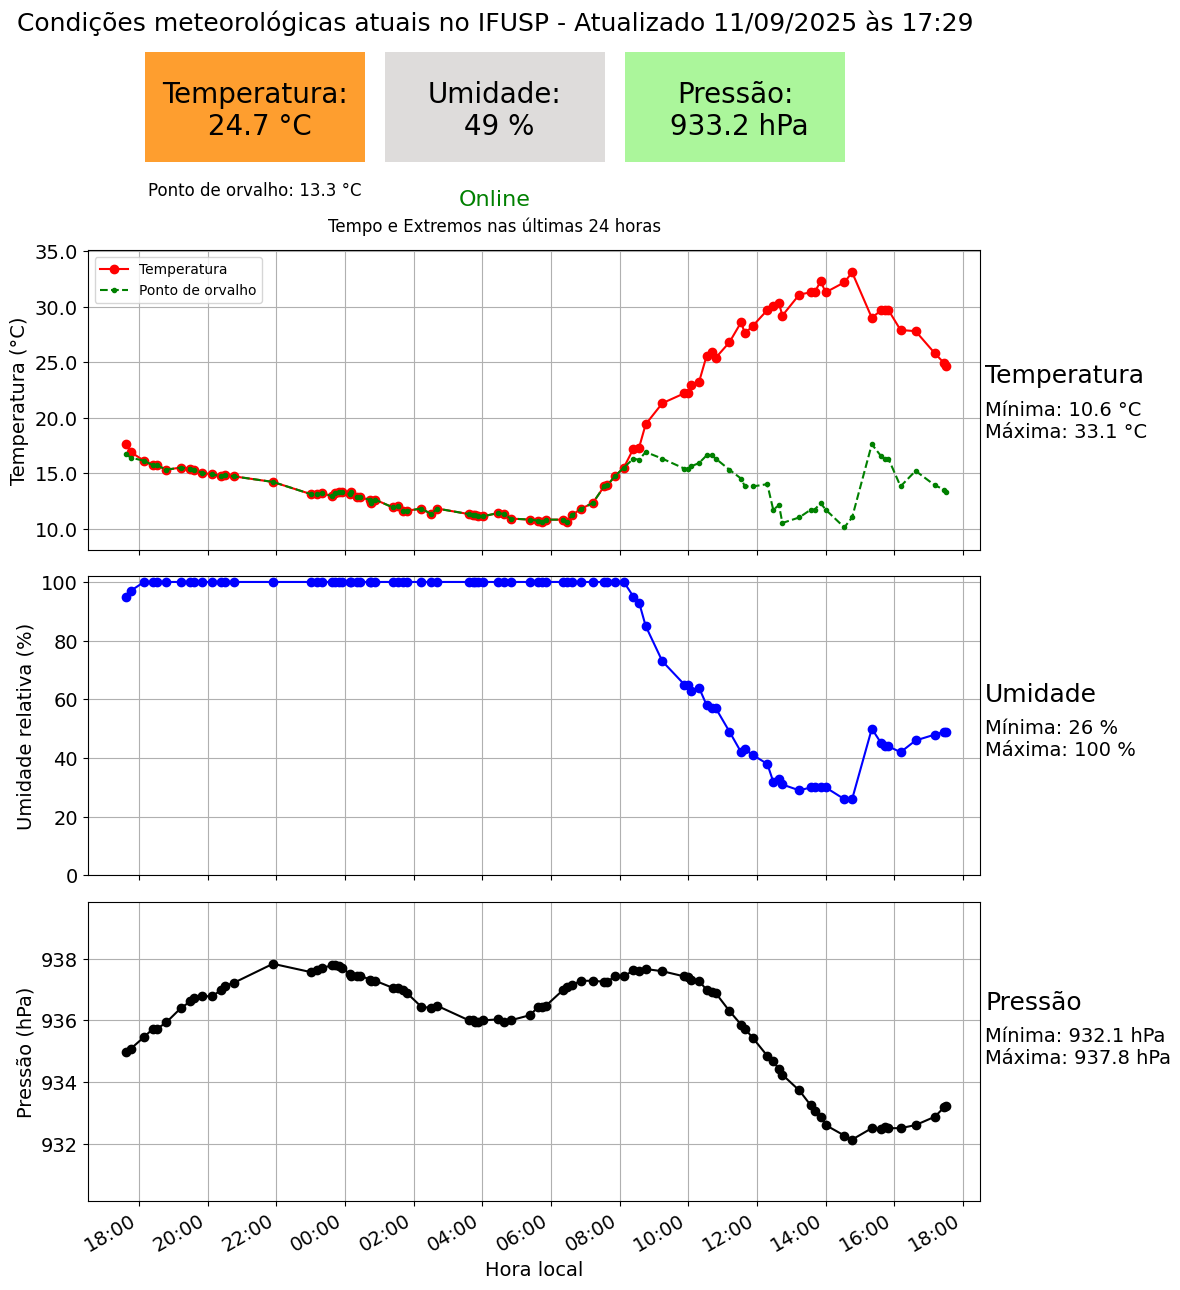 Condições meteorológicas atuais no IFUSP - Atualizado 11/09/2025 às 17:29
Temperatura:
24.7 °C
Umidade:
49 %
Pressão:
933.2 hPa
Ponto de orvalho: 13.3 °C
Online
Tempo e Extremos nas últimas 24 horas
Temperatura (°C)
35.0
30.0
25.0
20.0
15.0
10.0
Temperatura
Ponto de orvalho
Temperatura
Mínima: 10.6 °C
Máxima: 33.1 °C
Umidade relativa (%)
100
80
60
40
20
0
Umidade
Mínima: 26 %
Máxima: 100 %
Pressão (hPa)
938
936
934
932
Pressão
Mínima: 932.1 hPa
Máxima: 937.8 hPa
18:00 20:00 22:00 00:00 02:00 04:00 06:00 08:00 10:00 12:00 14:00 16:00 18:00
Hora local